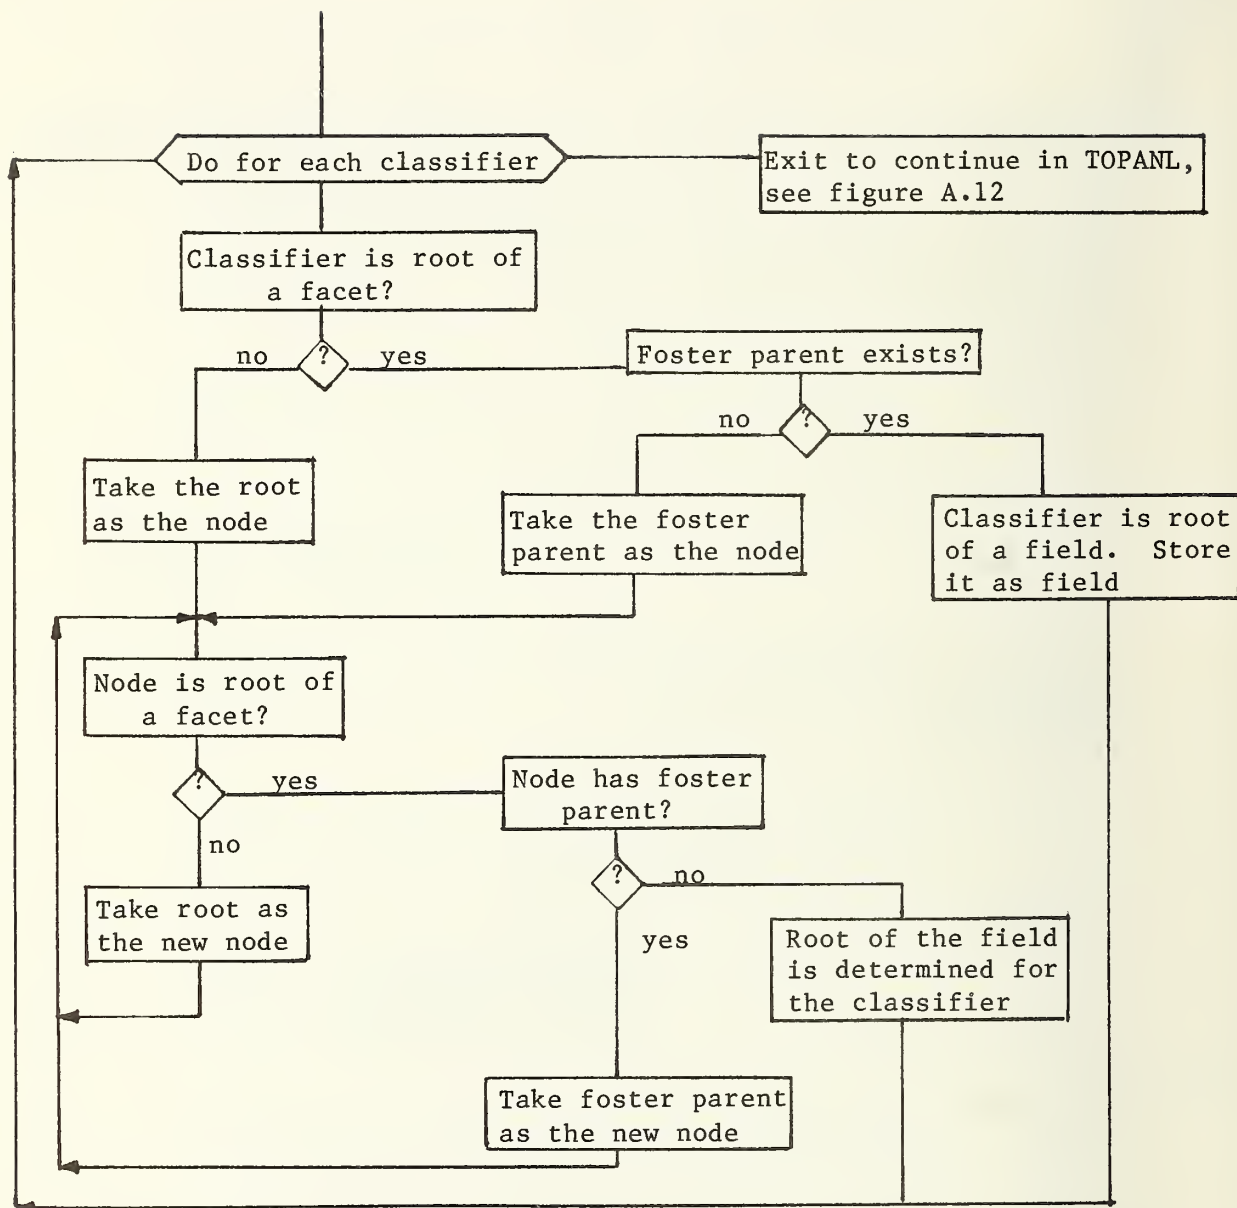 Do for each classifier
Exit to continue in TOPANL,
see figure A.12
Classifier is root of
a facet?
no
?
yes
Foster parent exists?
no
?
yes
Take the root
as the node
Take the foster
parent as the node
Classifier is root
of a field. Store
it as field
Node is root of
a facet?
?
yes
no
Node has foster
parent?
?
no
yes
Take root as
the new node
Root of the field
is determined for
the classifier
Take foster parent
as the new node